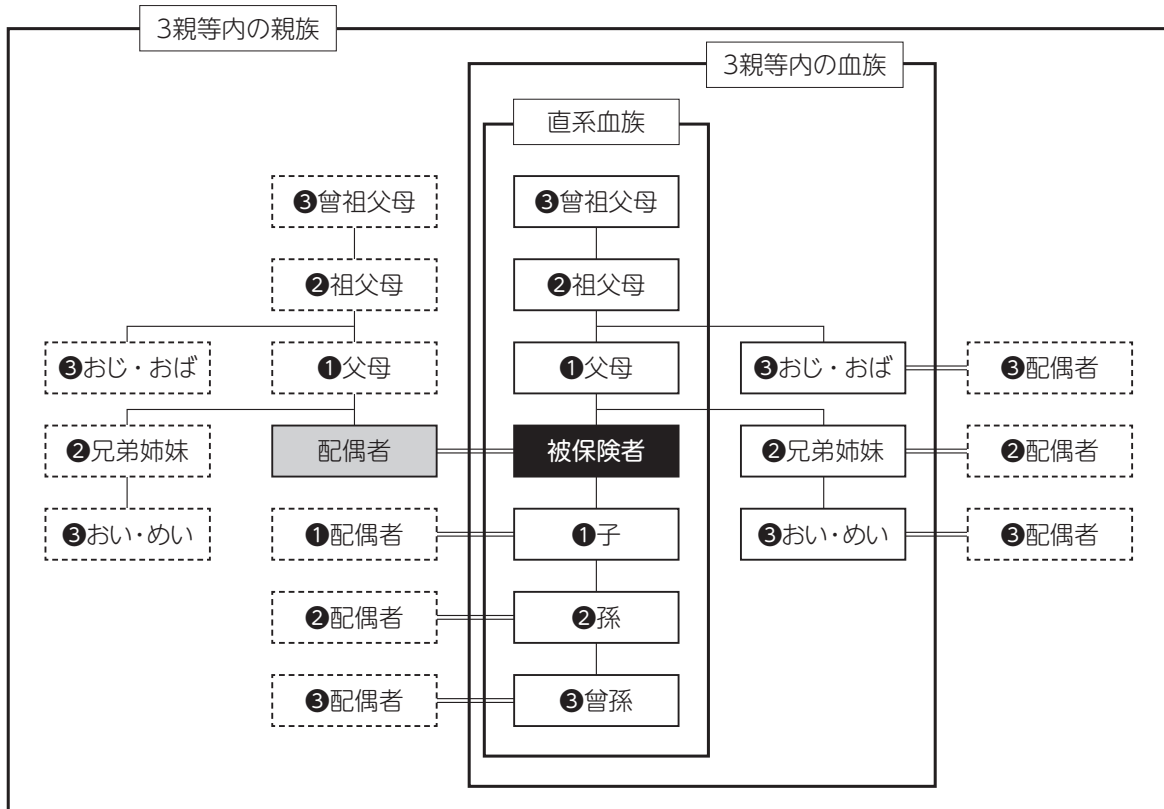 3親等内の親族
3親等内の血族
直系血族
❸曾祖父母 ❸曾祖父母
❷祖父母 ❷祖父母
❸おじ・おば ❶父母 ❶父母 ❸おじ・おば ❸配偶者
❷兄弟姉妹 配偶者 被保険者 ❷兄弟姉妹 ❷配偶者
❸おい・めい ❶配偶者 ❶子 ❸おい・めい ❸配偶者
❷配偶者 ❷孫
❸配偶者 ❸曾孫